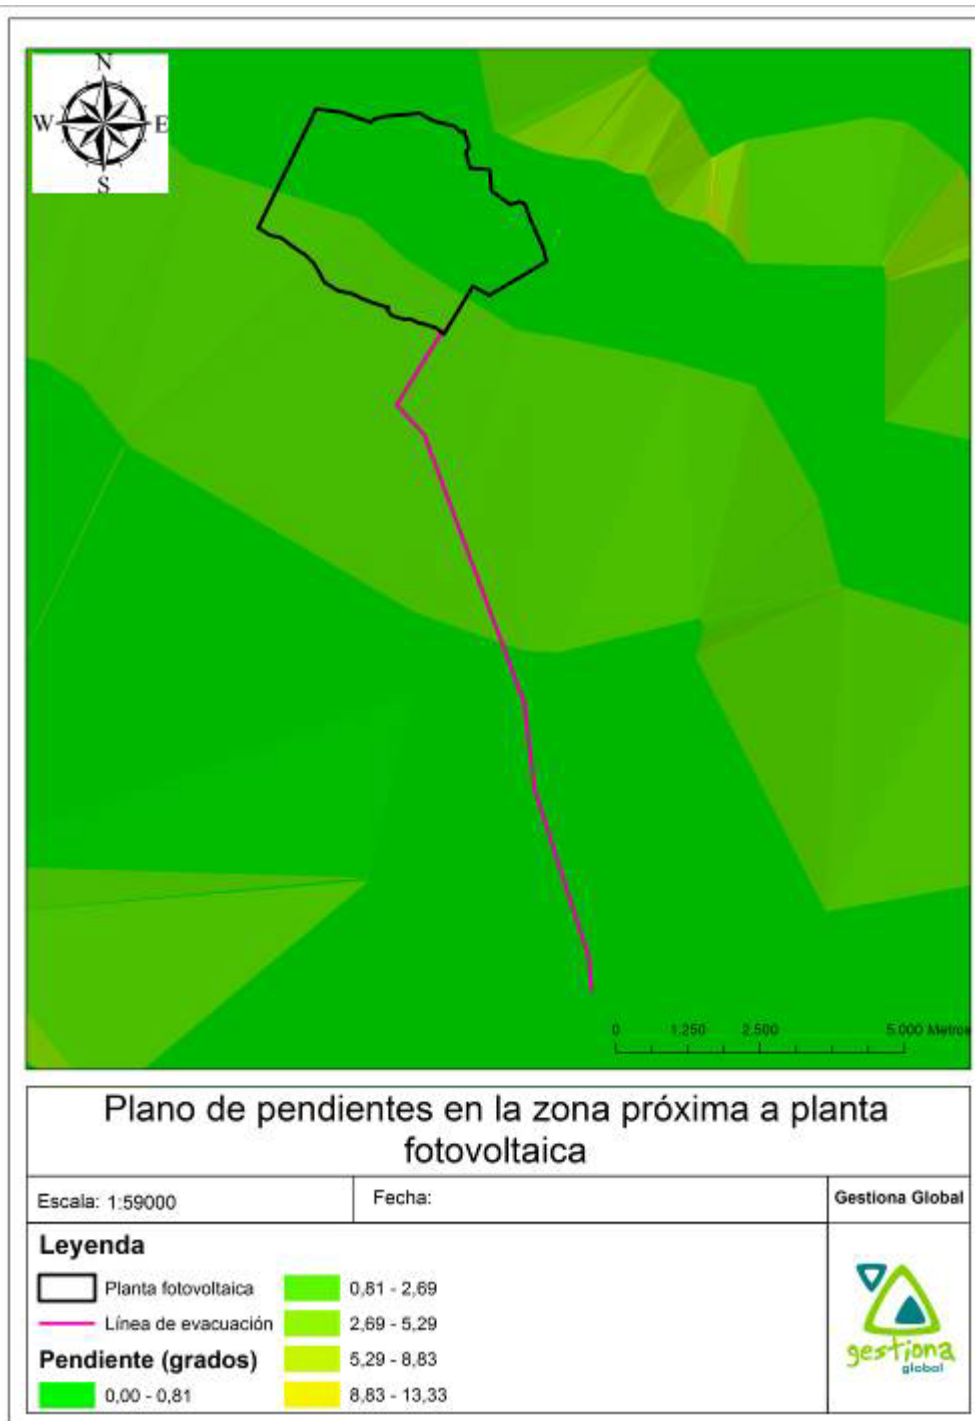 N
W E
S
0 1.250 2.500 5.000 Metros
Plano de pendientes en la zona próxima a planta
fotovoltaica
Escala: 1:59000
Fecha:
Gestiona Global
Leyenda
Planta fotovoltaica
Línea de evacuación
Pendiente (grados)
0,00 - 0,81
0,81 - 2,69
2,69 - 5,29
5,29 - 8,83
8,83 - 13,33
gestiona
global